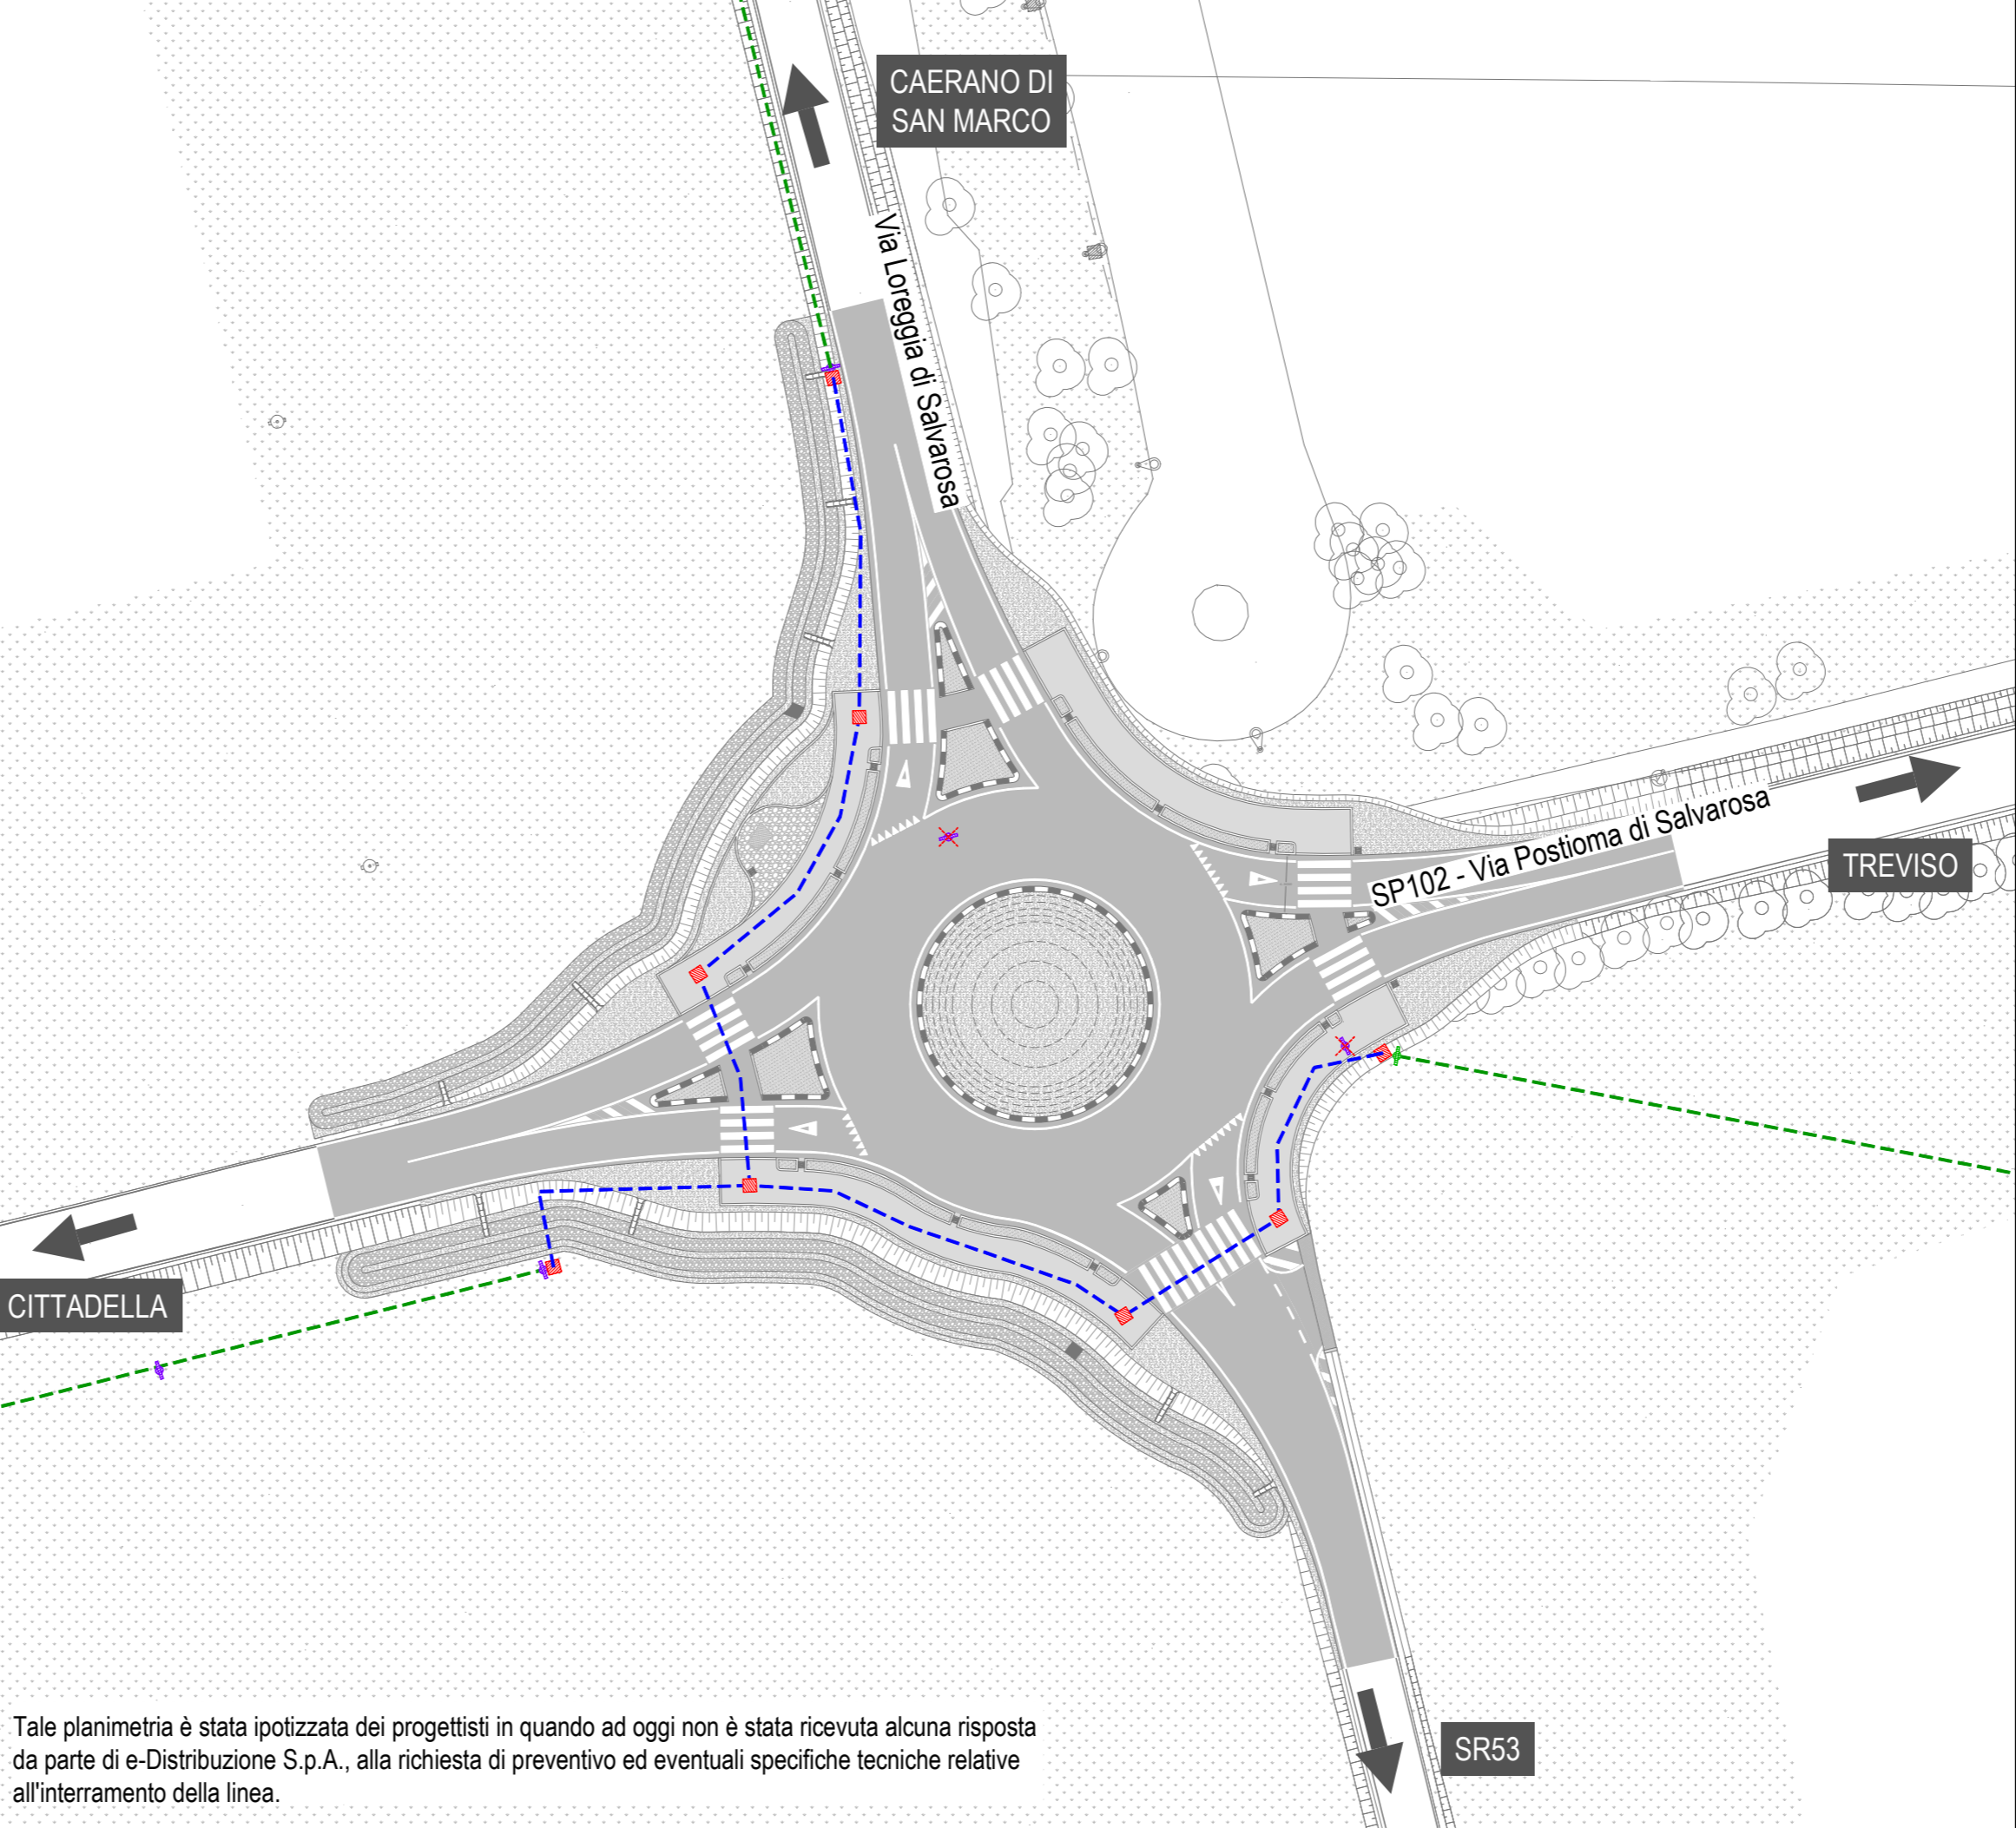 CAERANO DI
SAN MARCO
Via Loreggia di Salvarosa
SP102 - Via Postioma di Salvarosa
TREVISO
CITTADELLA
SR53
Tale planimetria è stata ipotizzata dei progettisti in quando ad oggi non è stata ricevuta alcuna risposta
da parte di e-Distribuzione S.p.A., alla richiesta di preventivo ed eventuali specifiche tecniche relative
all'interramento della linea.